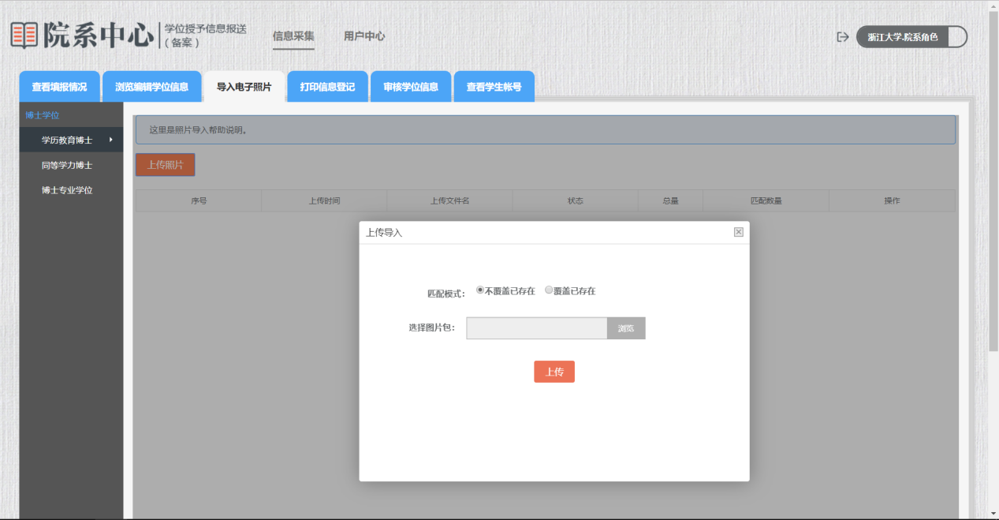 院系中心
学位授予信息报送
（备案）
信息采集
用户中心
浙江大学.院系角色
查看填报情况
浏览编辑学位信息
导入电子照片
打印信息登记
审核学位信息
查看学生帐号
博士学位
学历教育博士
同等学力博士
博士专业学位
这里是照片导入帮助说明。
上传照片
序号
上传时间
上传文件名
状态
总量
匹配数量
操作
上传导入
匹配模式：
不覆盖已存在
覆盖已存在
选择图片包：
浏览
上传